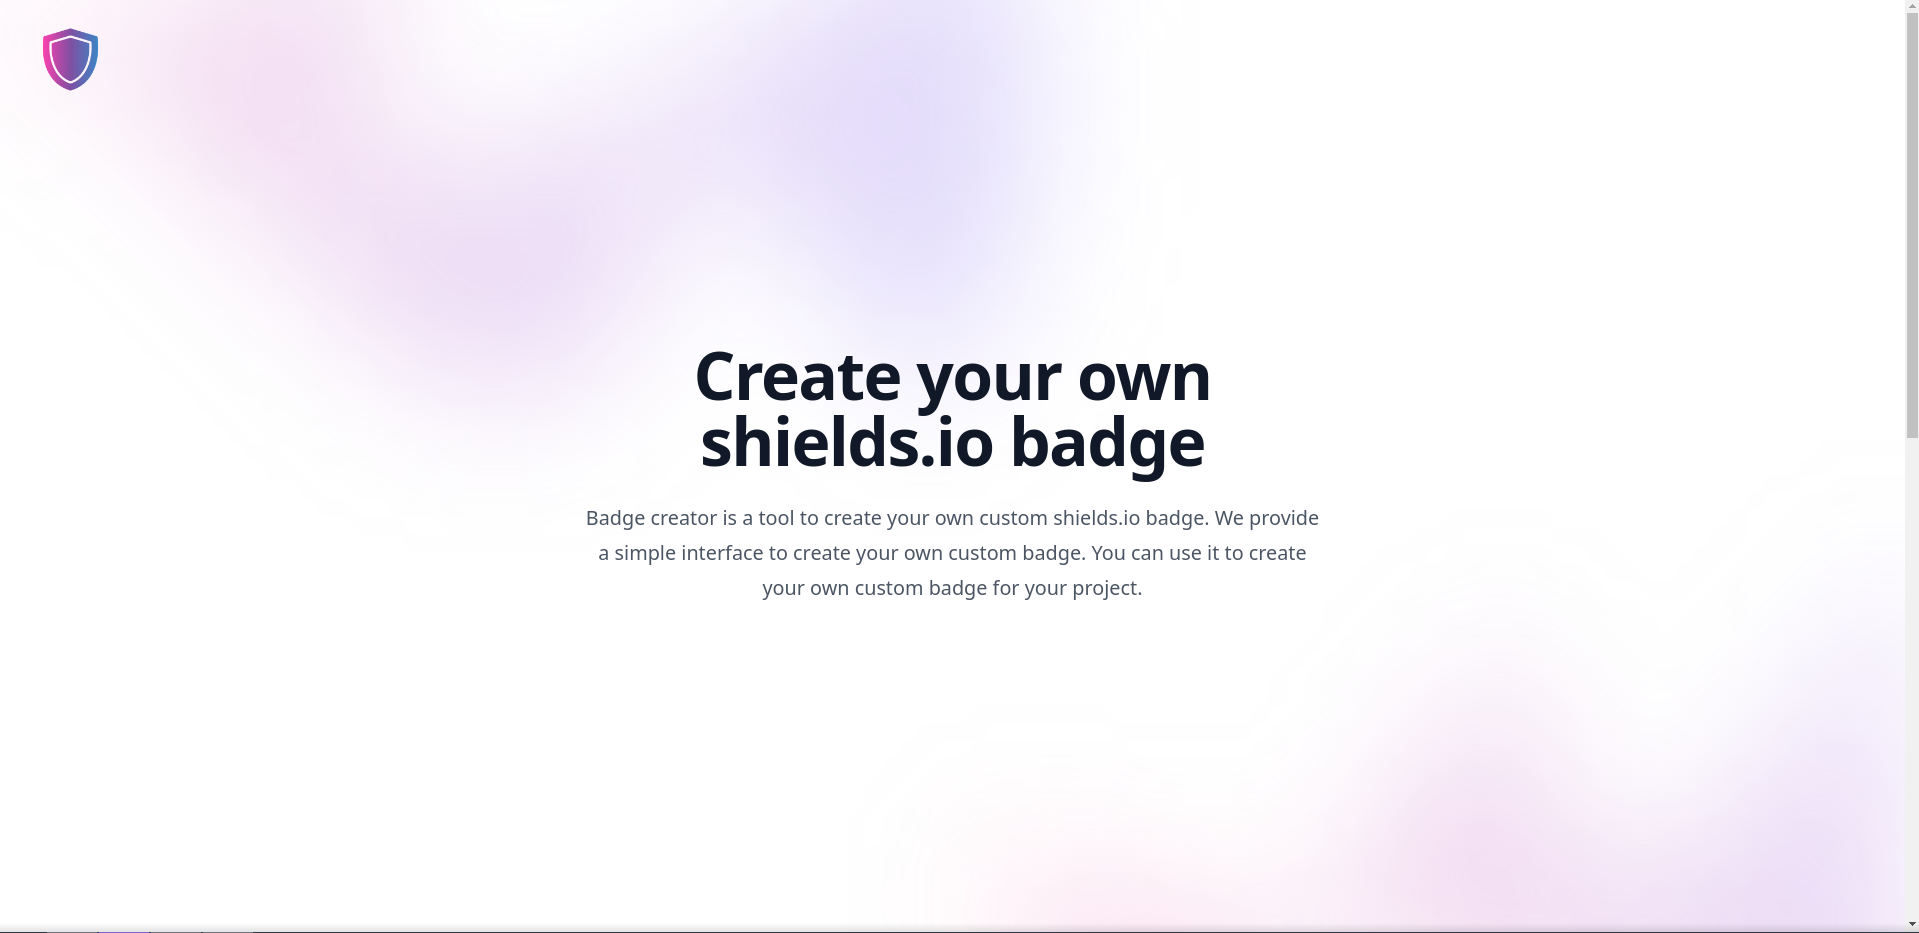 Create your own
shields.io badge
Badge creator is a tool to create your own custom shields.io badge. We provide
a simple interface to create your own custom badge. You can use it to create
your own custom badge for your project.